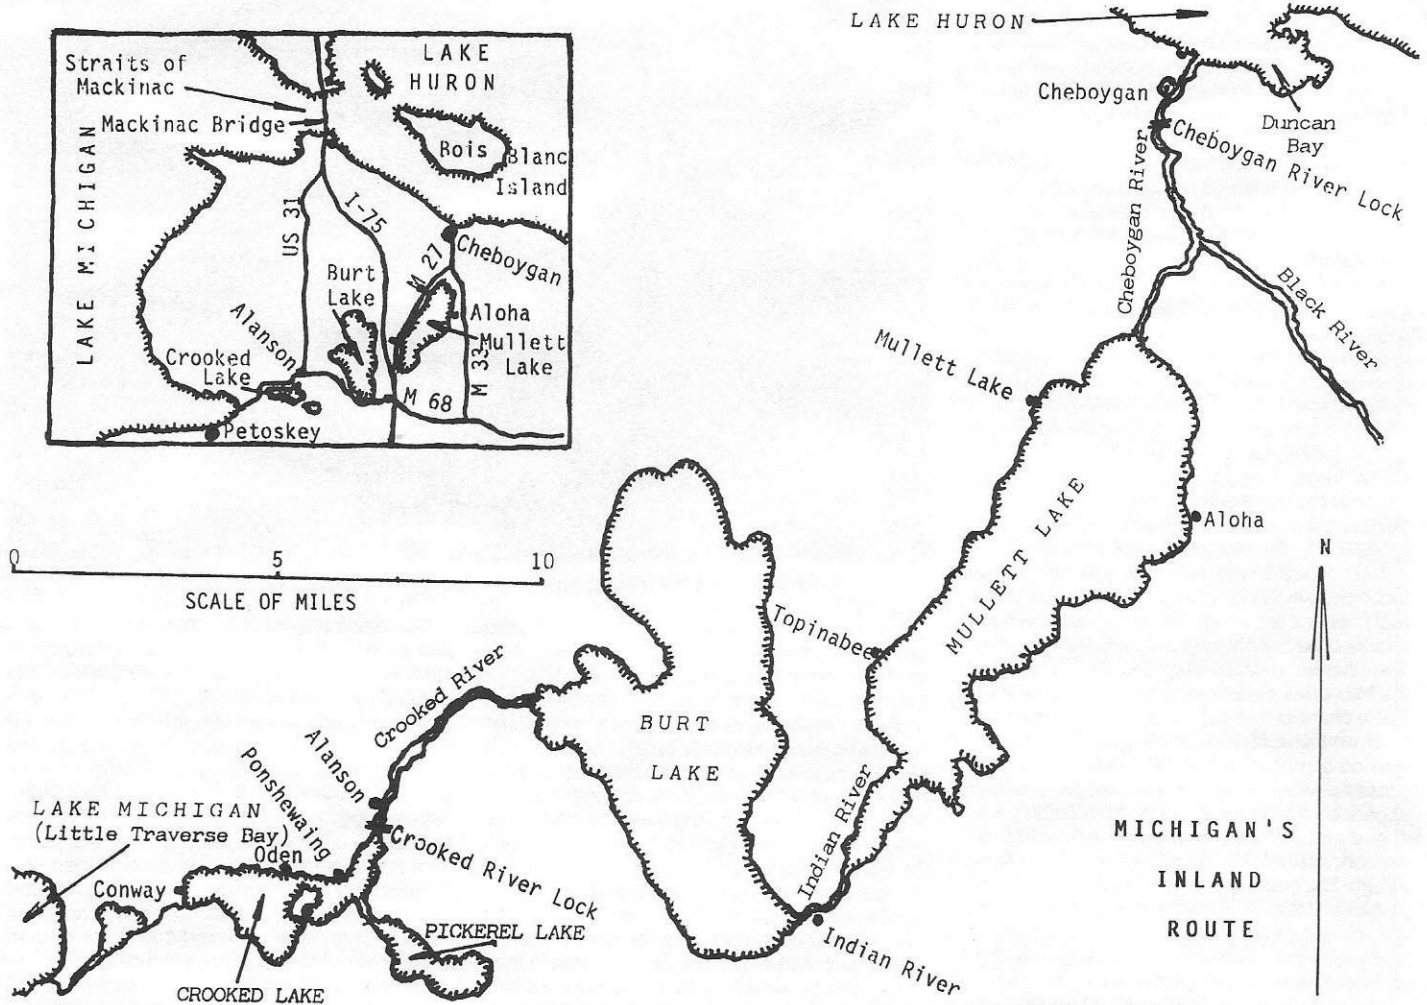 LAKE HURON
Straits of
Mackinac
LAKE
HURON
Mackinac Bridge
Bois Blanc
Island
LAKE MICHIGAN
US 31
I-75
M 27
Cheboygan
Burt
Lake
Aloha
Mullett
Lake
Alanson
Crooked
Lake
M 33
M 68
Petoskey
Cheboygan
Duncan
Bay
Cheboygan River Lock
Cheboygan River
Black River
Mullett Lake
MULLETT LAKE
Aloha
0 5 10
SCALE OF MILES
N
Topinabee
Crooked River
BURT
LAKE
Alanson
Ponshewaing
LAKE MICHIGAN
(Little Traverse Bay)
Oden
Conway
Crooked River Lock
Indian River
PICKEREL LAKE
Indian River
CROOKED LAKE
MICHIGAN'S
INLAND
ROUTE